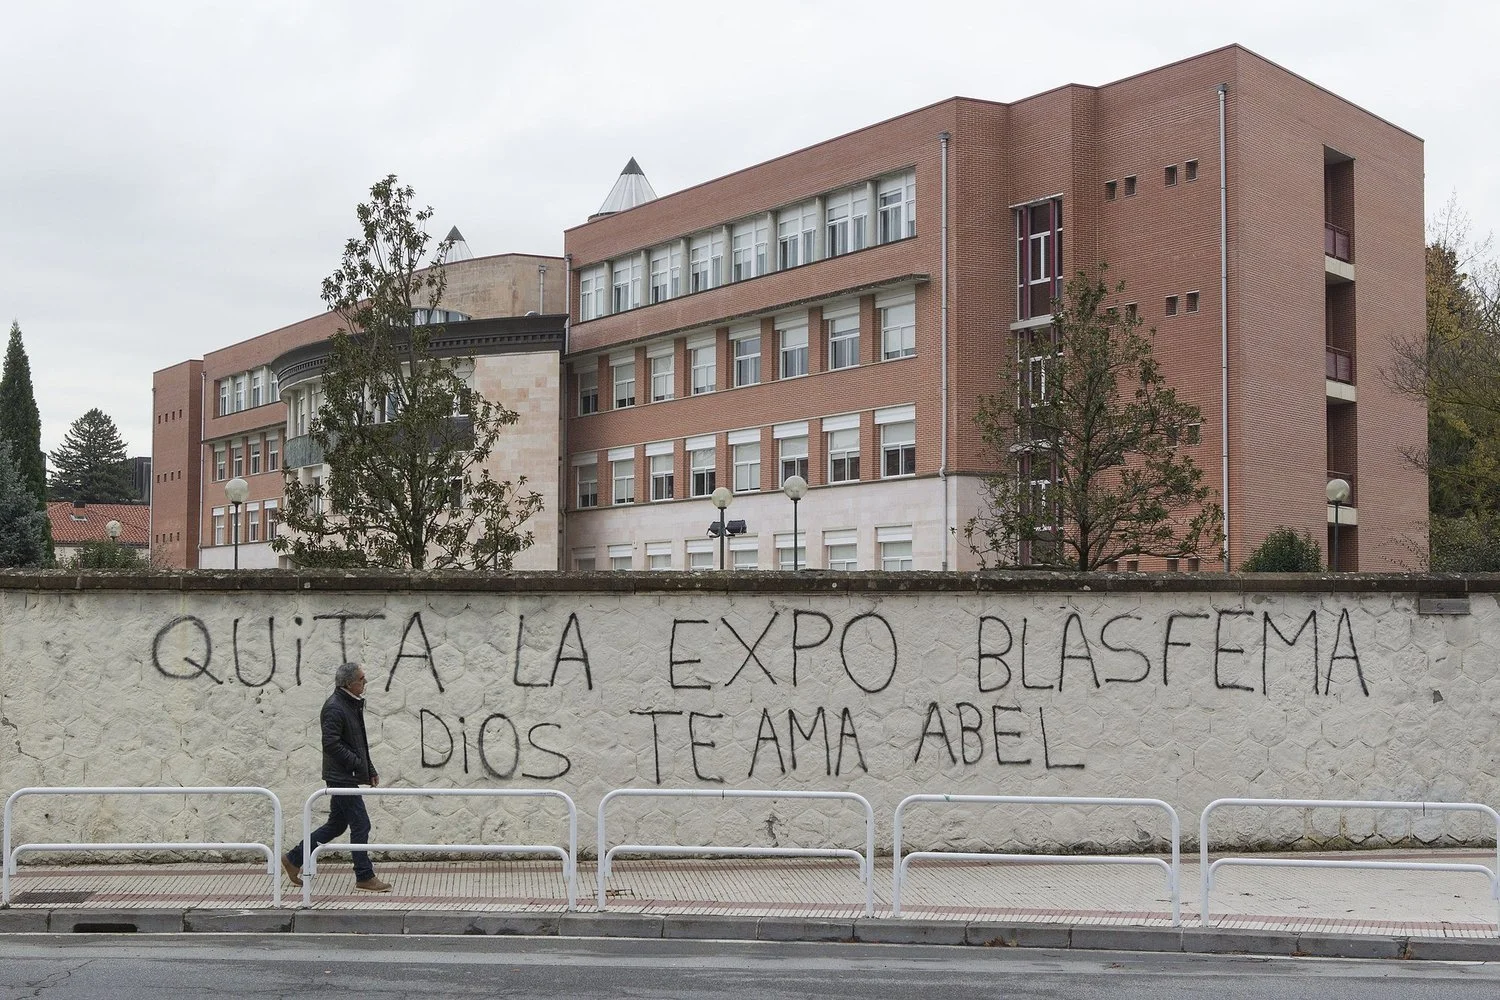 QUiTA LA EXPO BLASFEMA
DiOS TE AMA ABEL